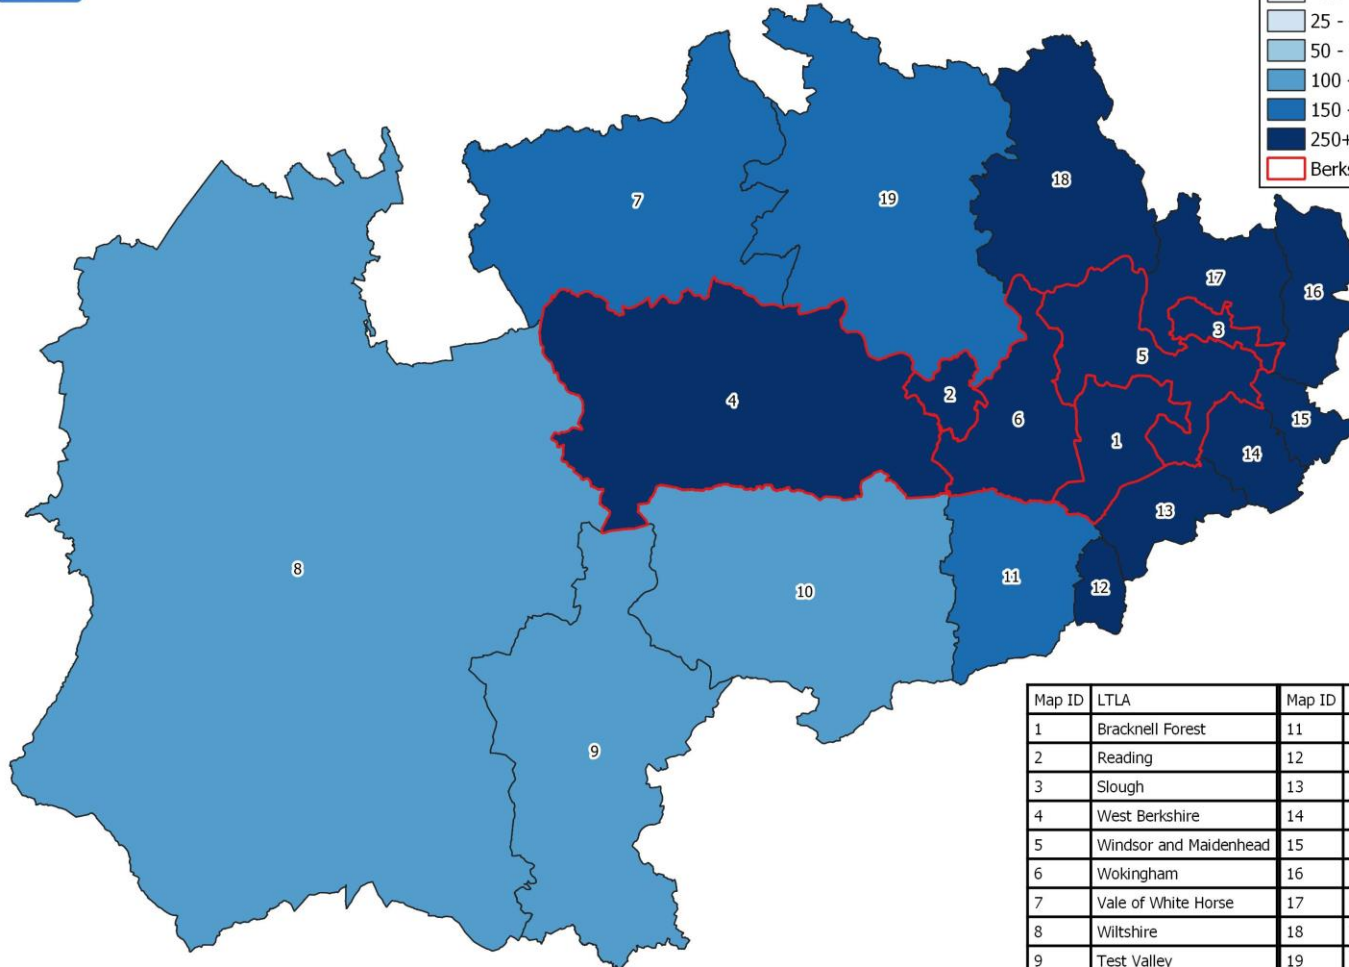 25 -
50 -
100 -
150 -
250+
Berks
18
7
19
17
16
3
5
4
2
6
1
15
14
13
8
11
12
10
9
Map ID LTLA Map ID
1 Bracknell Forest 11
2 Reading 12
3 Slough 13
4 West Berkshire 14
5 Windsor and Maidenhead 15
6 Wokingham 16
7 Vale of White Horse 17
8 Wiltshire 18
9 Test Valley 19